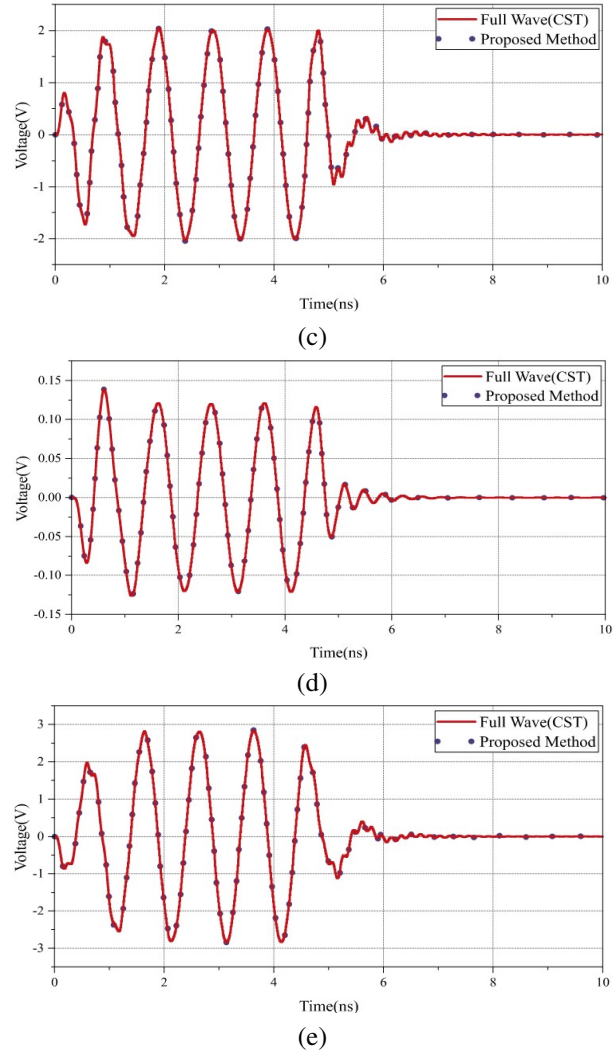 Full Wave(CST)
Proposed Method
2
1
0
-1
-2
Voltage(V)
0 2 4 6 8 10
Time(ns)
(c)
Full Wave(CST)
Proposed Method
0.15
0.10
0.05
0.00
-0.05
-0.10
-0.15
Voltage(V)
0 2 4 6 8 10
Time(ns)
(d)
Full Wave(CST)
Proposed Method
3
2
1
0
-1
-2
-3
Voltage(V)
0 2 4 6 8 10
Time(ns)
(e)